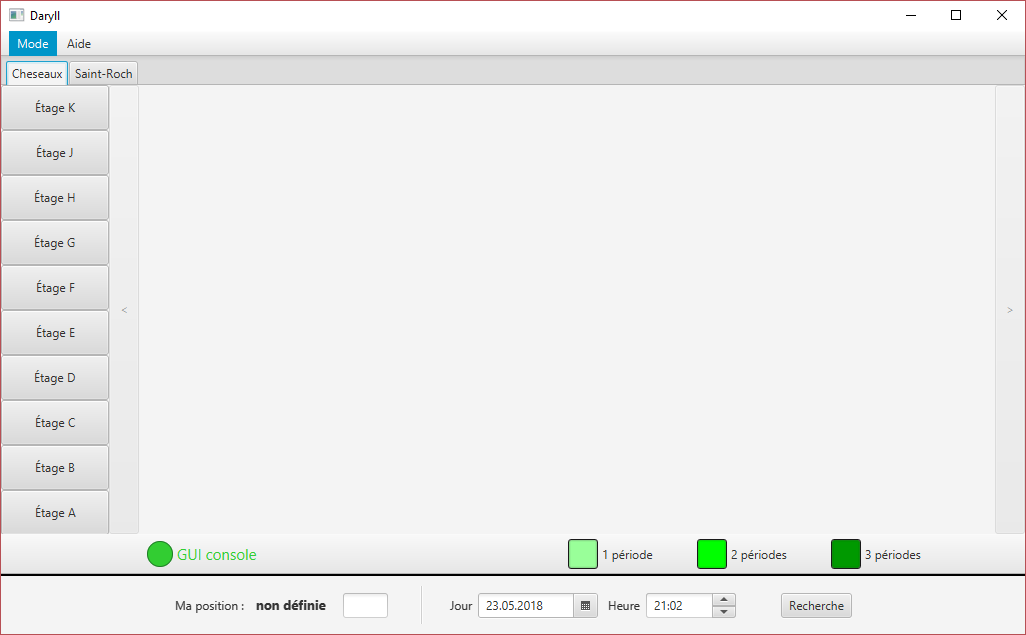 Daryll
Mode Aide
Cheseaux Saint-Roch
Étage K
Étage J
Étage H
Étage G
Étage F
Étage E
< >
Étage D
Étage C
Étage B
Étage A
GUI console 1 période 2 périodes 3 périodes
Ma position : non définie Jour 23.05.2018 Heure 21:02 Recherche